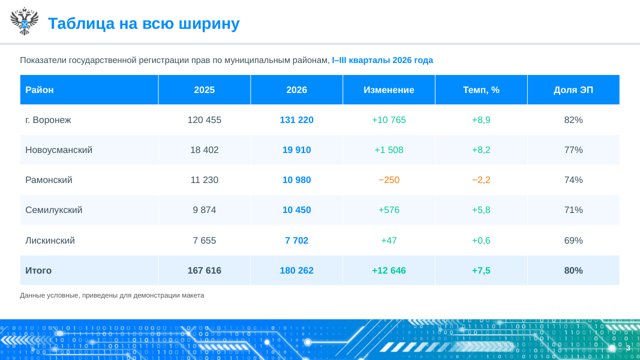 Таблица на всю ширину
Показатели государственной регистрации прав по муниципальным районам, I–III кварталы 2026 года
Район 2025 2026 Изменение Темп, % Доля ЭП
г. Воронеж 120 455 131 220 +10 765 +8,9 82%
Новоусманский 18 402 19 910 +1 508 +8,2 77%
Рамонский 11 230 10 980 −250 −2,2 74%
Семилукский 9 874 10 450 +576 +5,8 71%
Лискинский 7 655 7 702 +47 +0,6 69%
Итого 167 616 180 262 +12 646 +7,5 80%
Данные условные, приведены для демонстрации макета